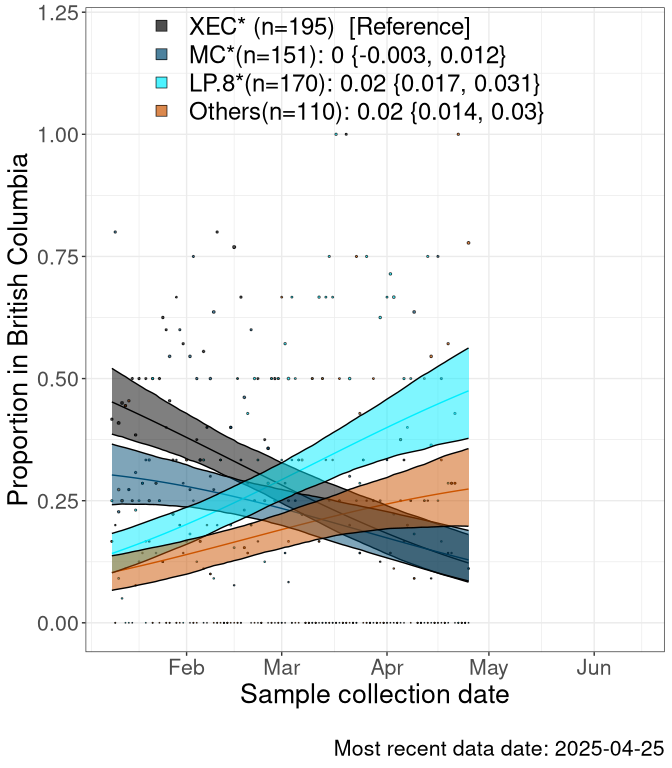 XEC* (n=195)  [Reference]
MC*(n=151): 0 {-0.003, 0.012}
LP.8*(n=170): 0.02 {0.017, 0.031}
Others(n=110): 0.02 {0.014, 0.03}
1.25
1.00
0.75
0.50
0.25
0.00
Proportion in British Columbia
Feb Mar Apr May Jun
Sample collection date
Most recent data date: 2025-04-25